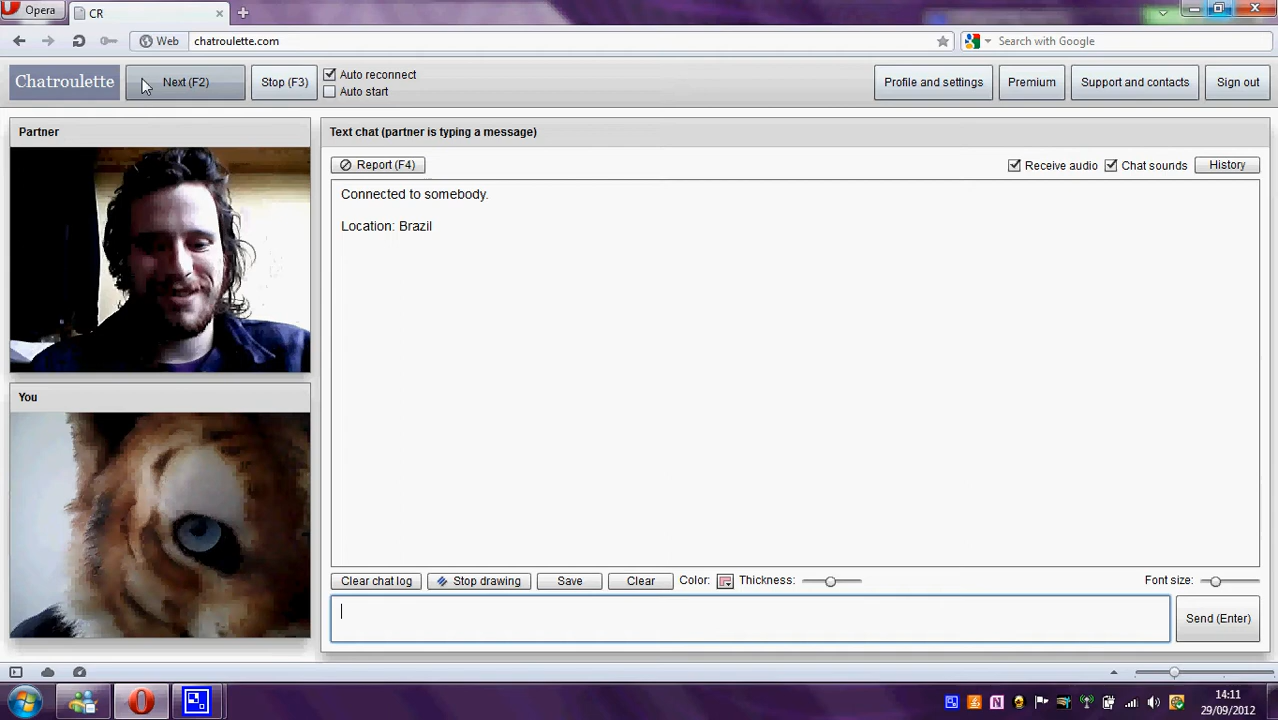 Opera
CR
Web
chatroulette.com
Search with Google
Chatroulette
Next (F2)
Stop (F3)
Auto reconnect
Auto start
Profile and settings
Premium
Support and contacts
Sign out
Partner
Text chat (partner is typing a message)
Report (F4)
Receive audio
Chat sounds
History
Connected to somebody.
Location: Brazil
You
Clear chat log
Stop drawing
Save
Clear
Color:
Thickness:
Font size:
Send (Enter)
14:11
29/09/2012